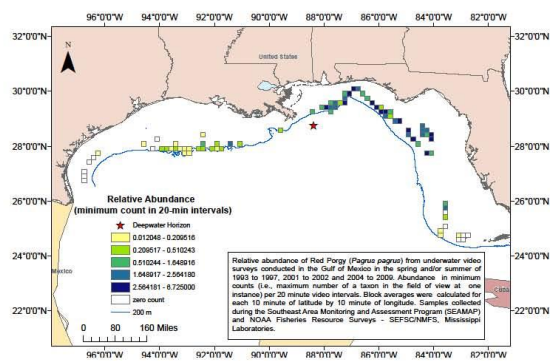 96°0'0"W 94°0'0"W 92°0'0"W 90°0'0"W 88°0'0"W 86°0'0"W 84°0'0"W 82°0'0"W
32°0'0"N 32°0'0"N
N
United States
30°0'0"N 30°0'0"N
28°0'0"N 28°0'0"N
26°0'0"N 26°0'0"N
24°0'0"N 24°0'0"N
22°0'0"N 22°0'0"N
Relative Abundance
(minimum count in 20-min intervals)
Deepwater Horizon
0.012048 - 0.209516
0.209517 - 0.510243
0.510244 - 1.648916
1.648917 - 2.564180
2.564181 - 6.725000
zero count
200 m
0 80 160 Miles
Mexico
Cuba
Relative abundance of Red Porgy (Pagrus pagrus) from underwater video
surveys conducted in the Gulf of Mexico in the spring and/or summer of
1993 to 1997, 2001 to 2002 and 2004 to 2009. Abundance in minimum
counts (i.e., maximum number of a taxon in the field of view at one
instance) per 20 minute video intervals. Block averages were calculated for
each 10 minute of latitude by 10 minute of longitude. Samples collected
during the Southeast Area Monitoring and Assessment Program (SEAMAP)
and NOAA Fisheries Resource Surveys - SEFSC/NMFS, Mississippi
Laboratories.
96°0'0"W 94°0'0"W 92°0'0"W 90°0'0"W 88°0'0"W 86°0'0"W 84°0'0"W 82°0'0"W